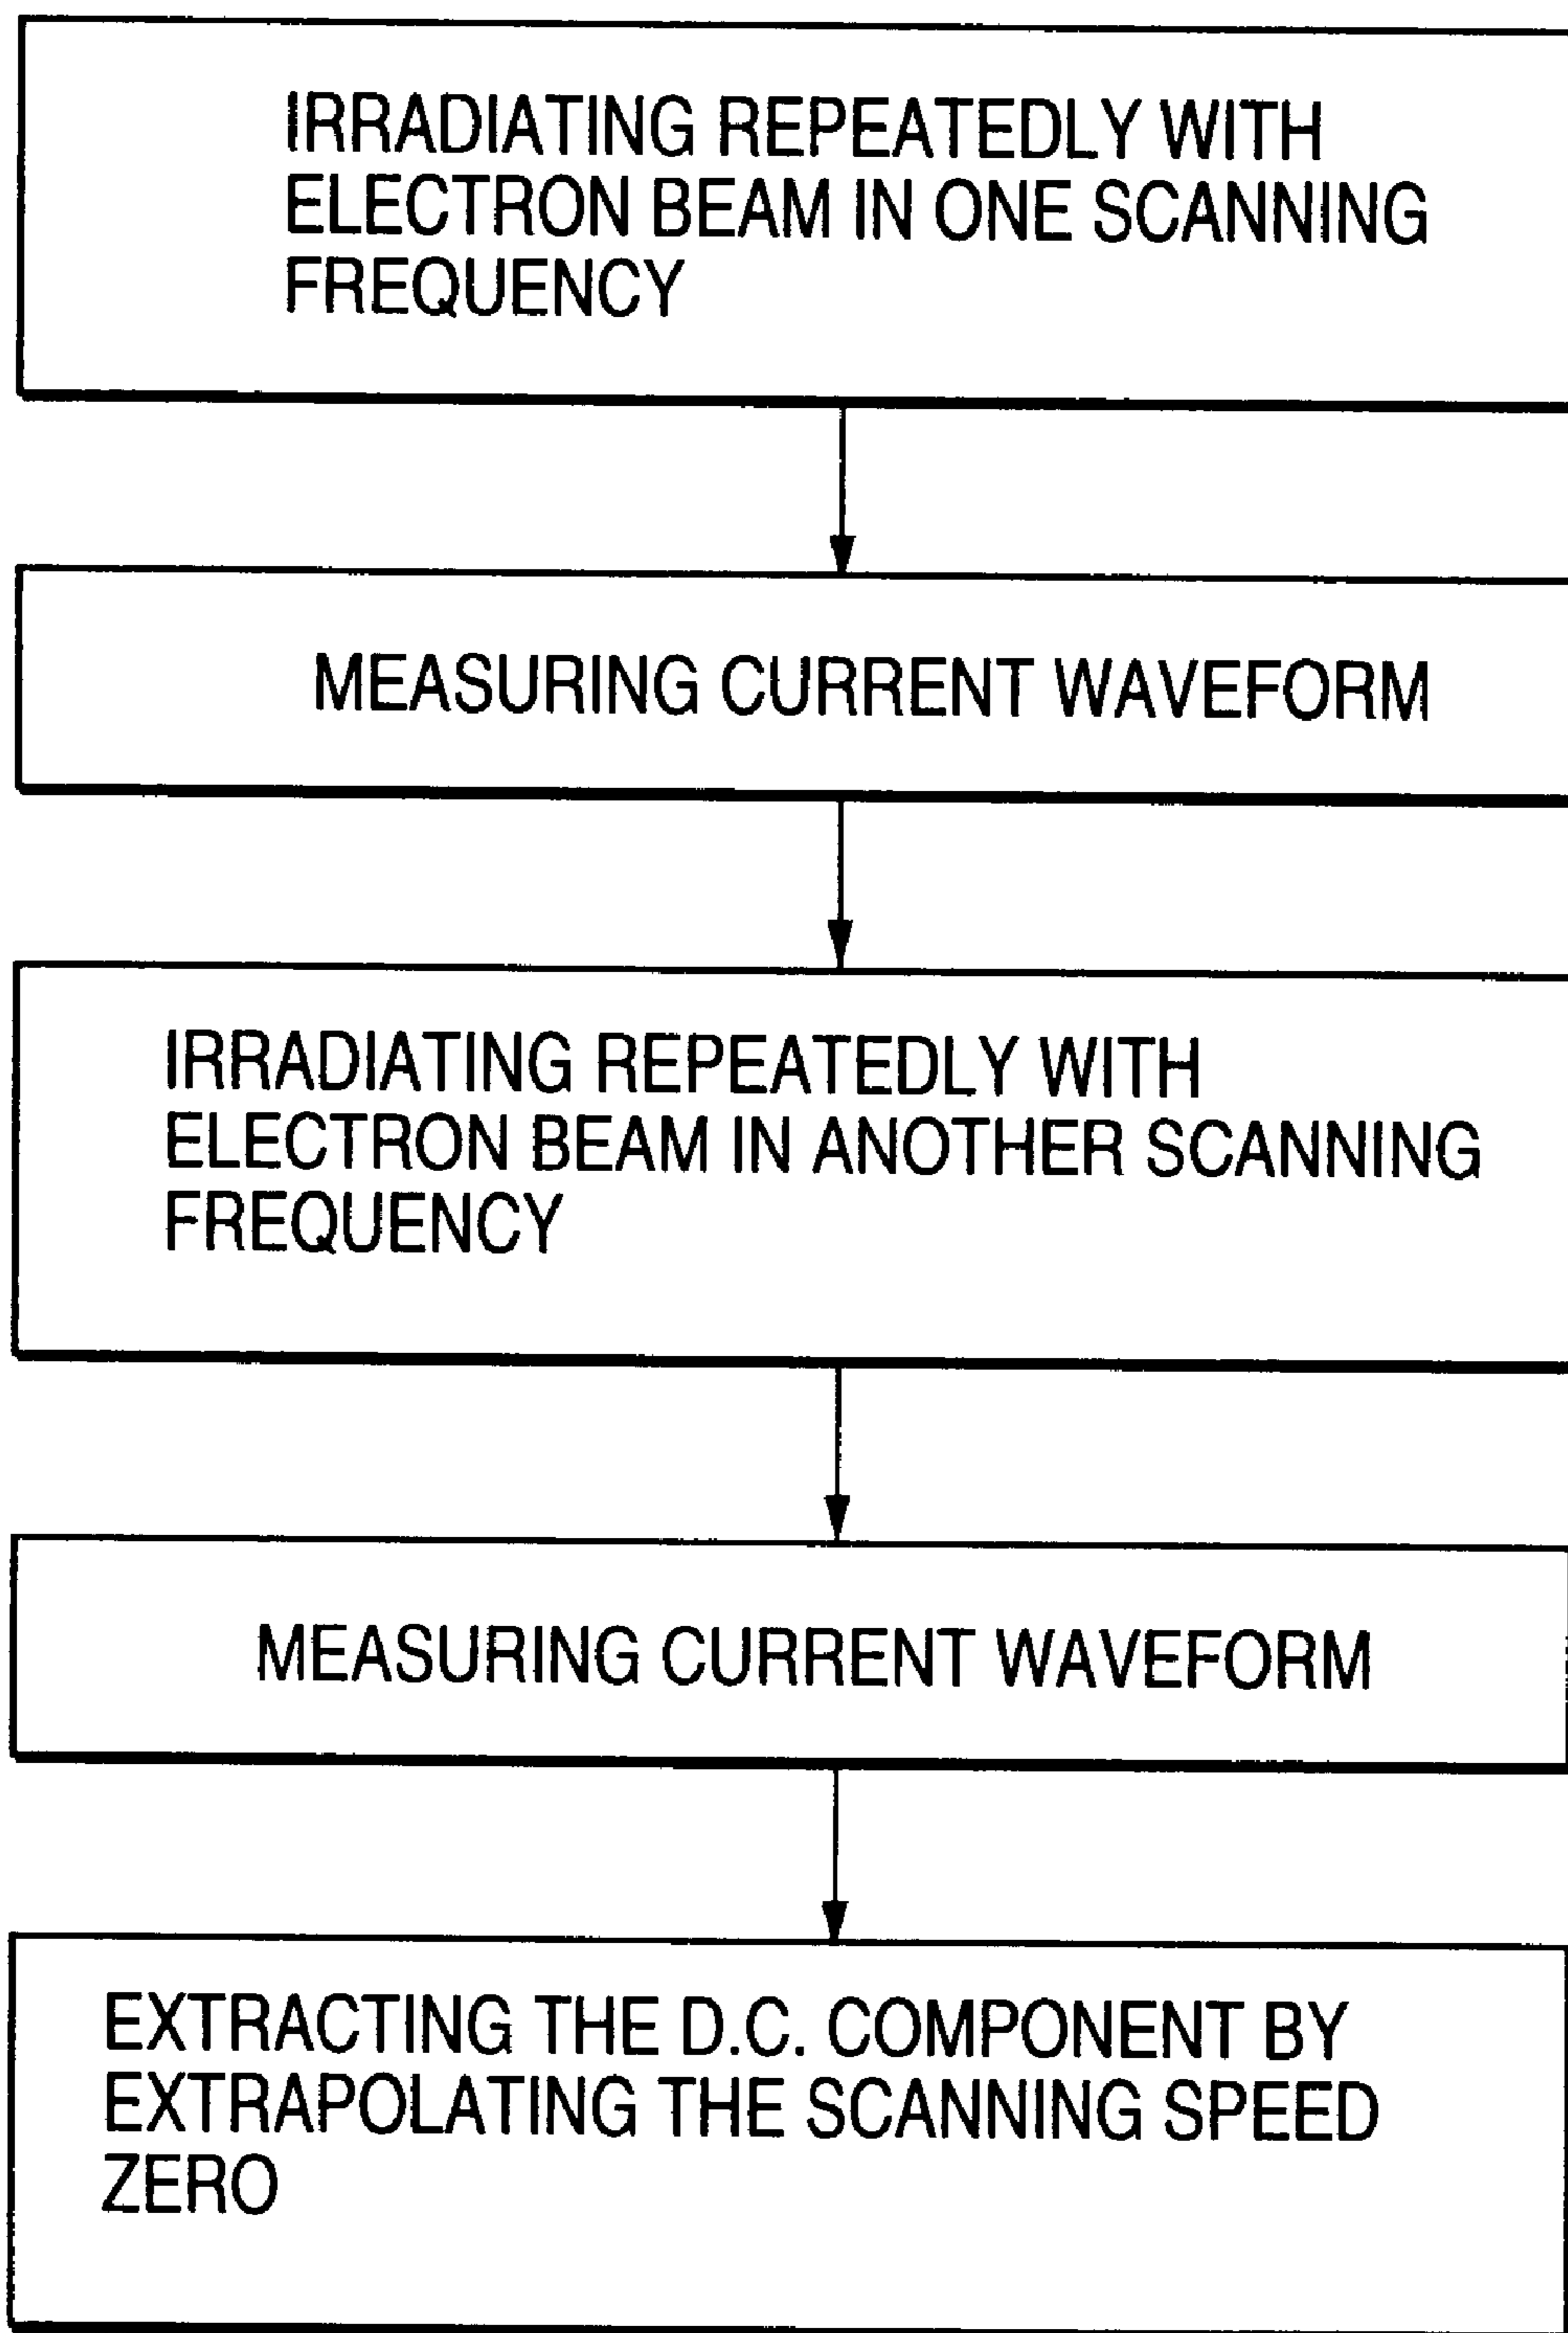 IRRADIATING REPEATEDLY WITH
ELECTRON BEAM IN ONE SCANNING
FREQUENCY
MEASURING CURRENT WAVEFORM
IRRADIATING REPEATEDLY WITH
ELECTRON BEAM IN ANOTHER SCANNING
FREQUENCY
MEASURING CURRENT WAVEFORM
EXTRACTING THE D.C. COMPONENT BY
EXTRAPOLATING THE SCANNING SPEED
ZERO